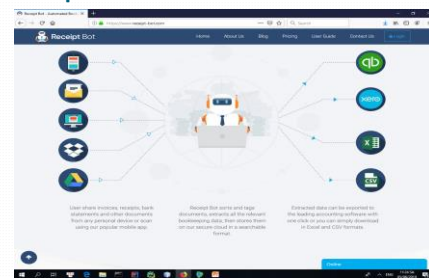 Receipt Bot
Home About Us Blog Pricing User Guide Contact Us
qb
xero
X
CSV
User share invoices, receipts, bank
statements and other documents
from any personal device or scan
using our popular mobile app.
Receipt Bot sorts and tags
documents, extracts all the relevant
bookkeeping data, then stores them
on our secure cloud in a searchable
format.
Extracted data can be exported to
the leading accounting software with
one click or you can simply download
in Excel and CSV formats.